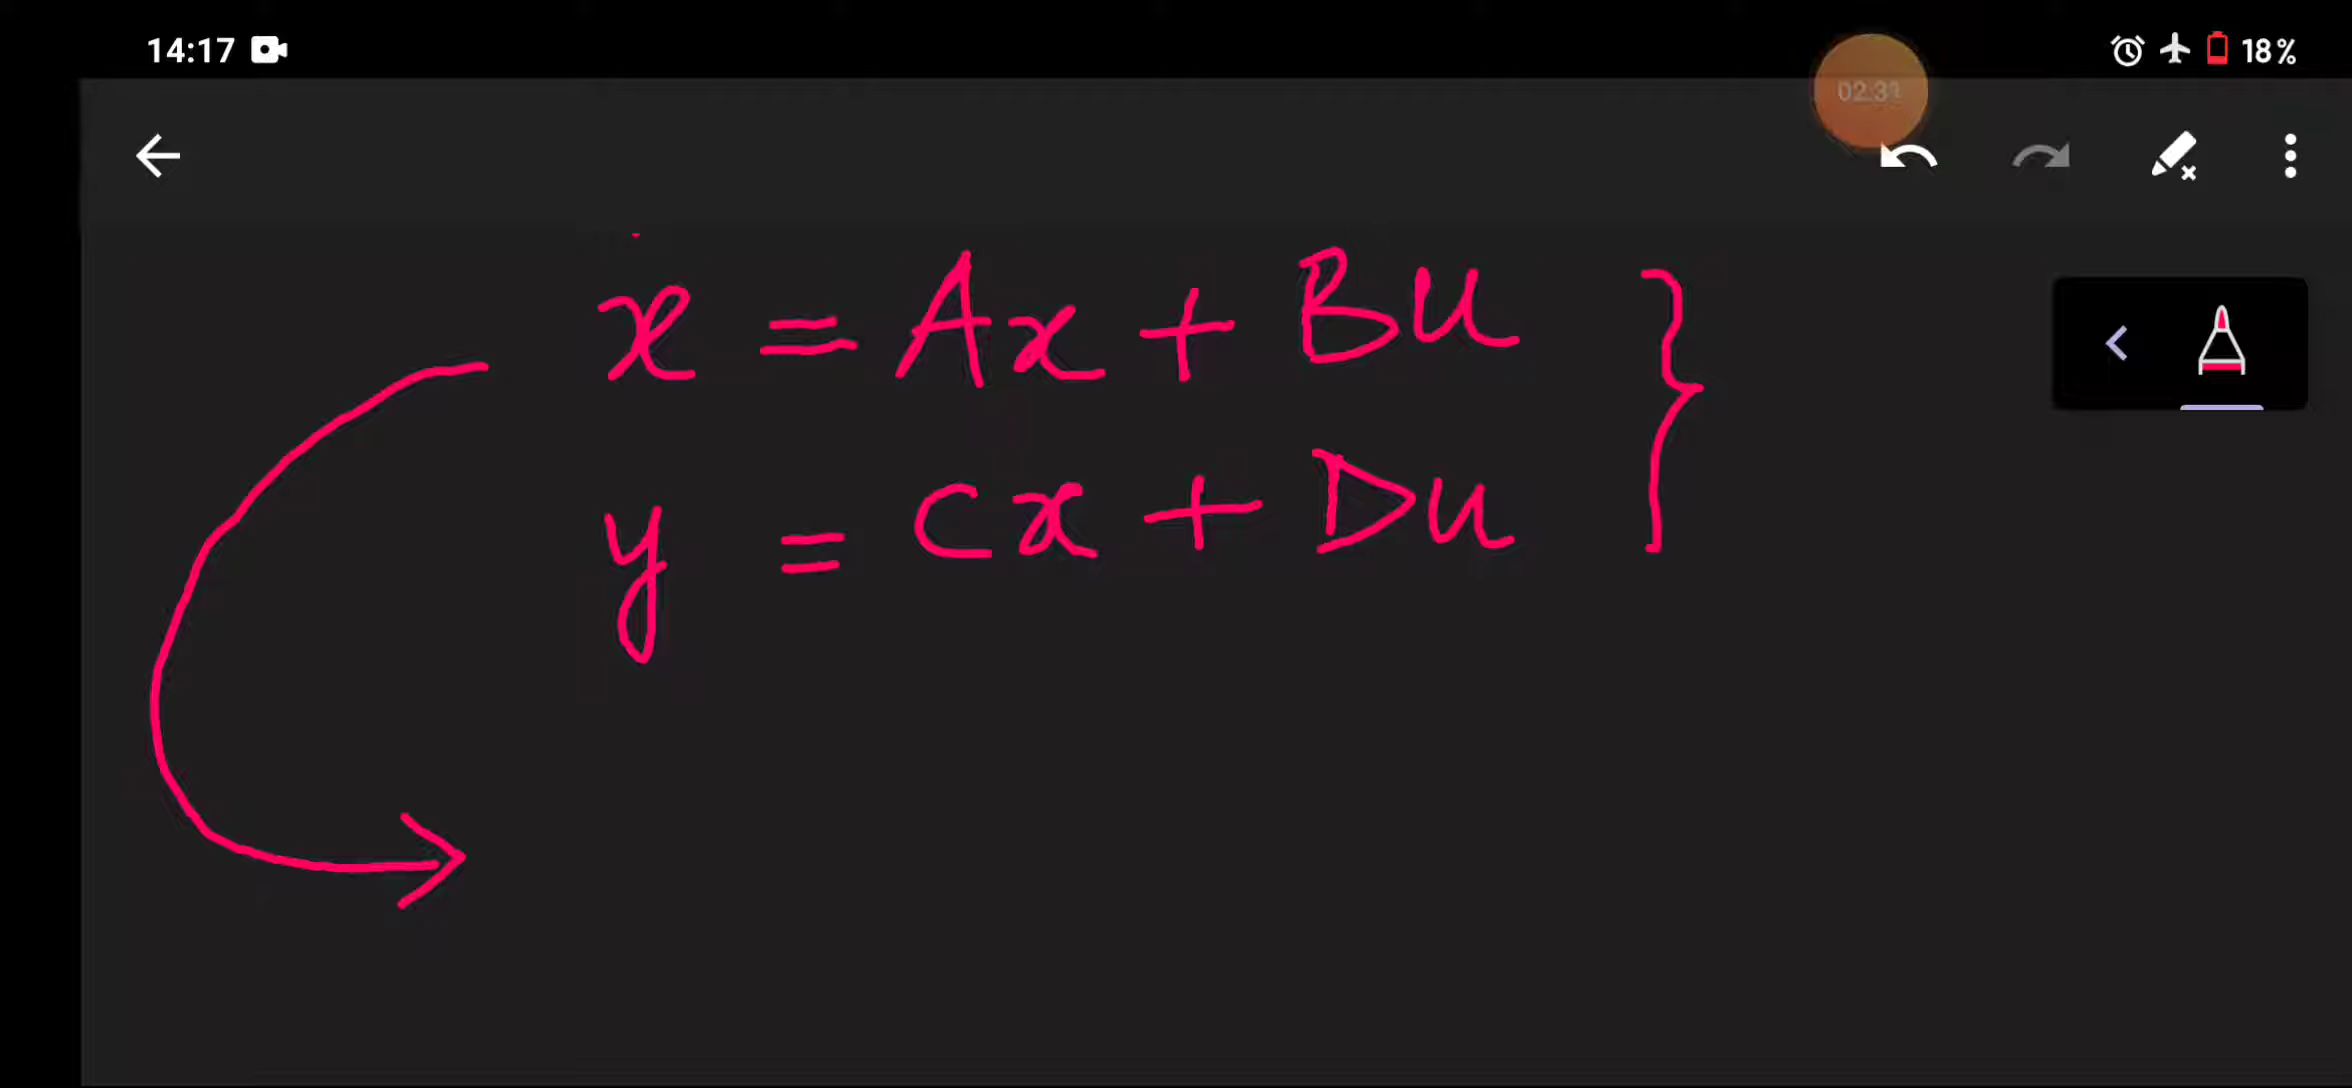 14:17 02:31 18%
ẋ = Ax + Bu
y = Cx + Du